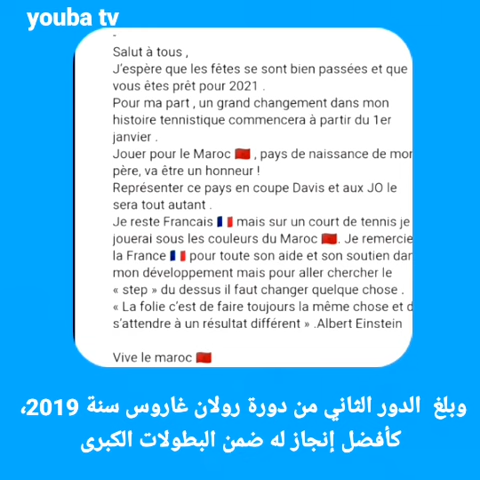 youba tv
Salut à tous ,
J'espère que les fêtes se sont bien passées et que
vous êtes prêt pour 2021 .
Pour ma part , un grand changement dans mon
histoire tennistique commencera à partir du 1er
janvier .
Jouer pour le Maroc 🇲🇦 , pays de naissance de mon
père, va être un honneur !
Représenter ce pays en coupe Davis et aux JO le
sera tout autant .
Je reste Francais 🇫🇷 mais sur un court de tennis je
jouerai sous les couleurs du Maroc 🇲🇦. Je remercie
la France 🇫🇷 pour toute son aide et son soutien
mon développement mais pour aller chercher le
« step » du dessus il faut changer quelque chose .
« La folie c'est de faire toujours la même chose et
s'attendre à un résultat différent » .Albert Einstein
Vive le maroc 🇲🇦
وبلغ الدور الثاني من دورة رولان غاروس سنة 2019،
كأفضل إنجاز له ضمن البطولات الكبرى